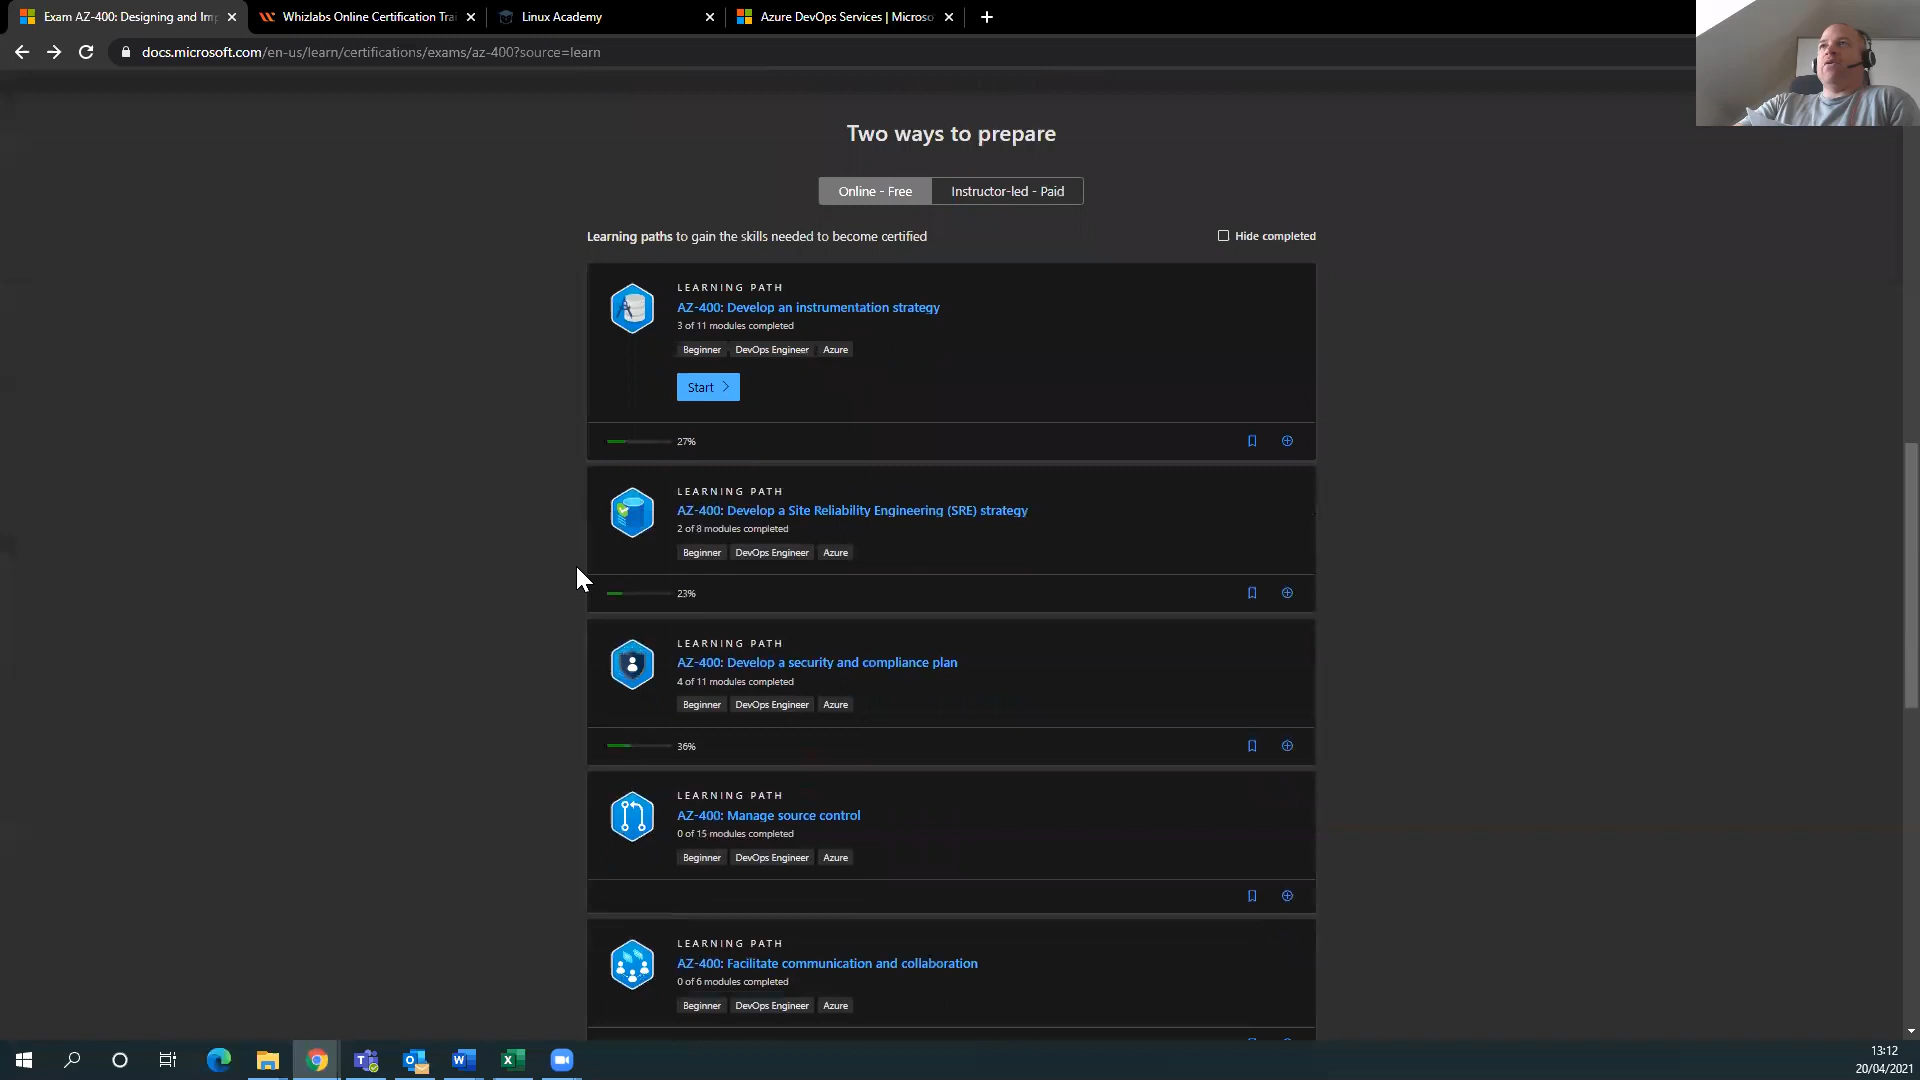 Exam AZ-400: Designing and Imp
Whizlabs Online Certification Trai
Linux Academy
Azure DevOps Services | Microso
docs.microsoft.com/en-us/learn/certifications/exams/az-400?source=learn
Two ways to prepare
Online - Free
Instructor-led - Paid
Learning paths to gain the skills needed to become certified
Hide completed
LEARNING PATH
AZ-400: Develop an instrumentation strategy
3 of 11 modules completed
Beginner DevOps Engineer Azure
Start
27%
LEARNING PATH
AZ-400: Develop a Site Reliability Engineering (SRE) strategy
2 of 8 modules completed
Beginner DevOps Engineer Azure
23%
LEARNING PATH
AZ-400: Develop a security and compliance plan
4 of 11 modules completed
Beginner DevOps Engineer Azure
36%
LEARNING PATH
AZ-400: Manage source control
0 of 15 modules completed
Beginner DevOps Engineer Azure
LEARNING PATH
AZ-400: Facilitate communication and collaboration
0 of 6 modules completed
Beginner DevOps Engineer Azure
13:12
20/04/2021